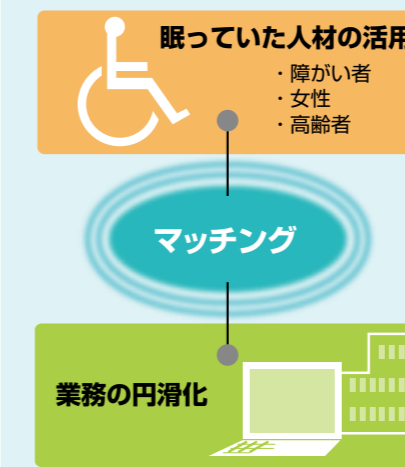 眠っていた人材の活用
・障がい者
・女性
・高齢者
マッチング
業務の円滑化